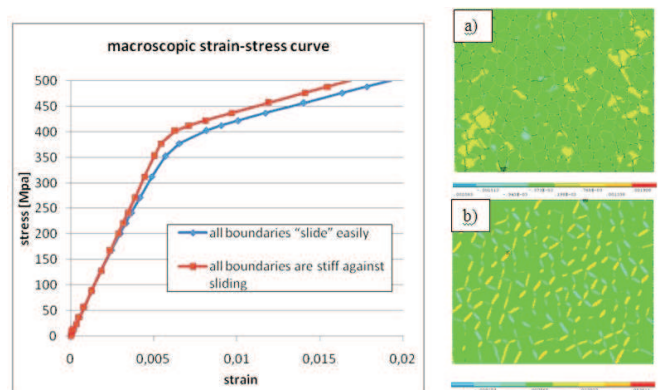 macroscopic strain-stress curve
500
450
400
350
300
250
200
150
100
50
0
stress [Mpa]
all boundaries "slide" easily
all boundaries are stiff against
sliding
0
0,005
0,01
0,015
0,02
strain
a)
b)